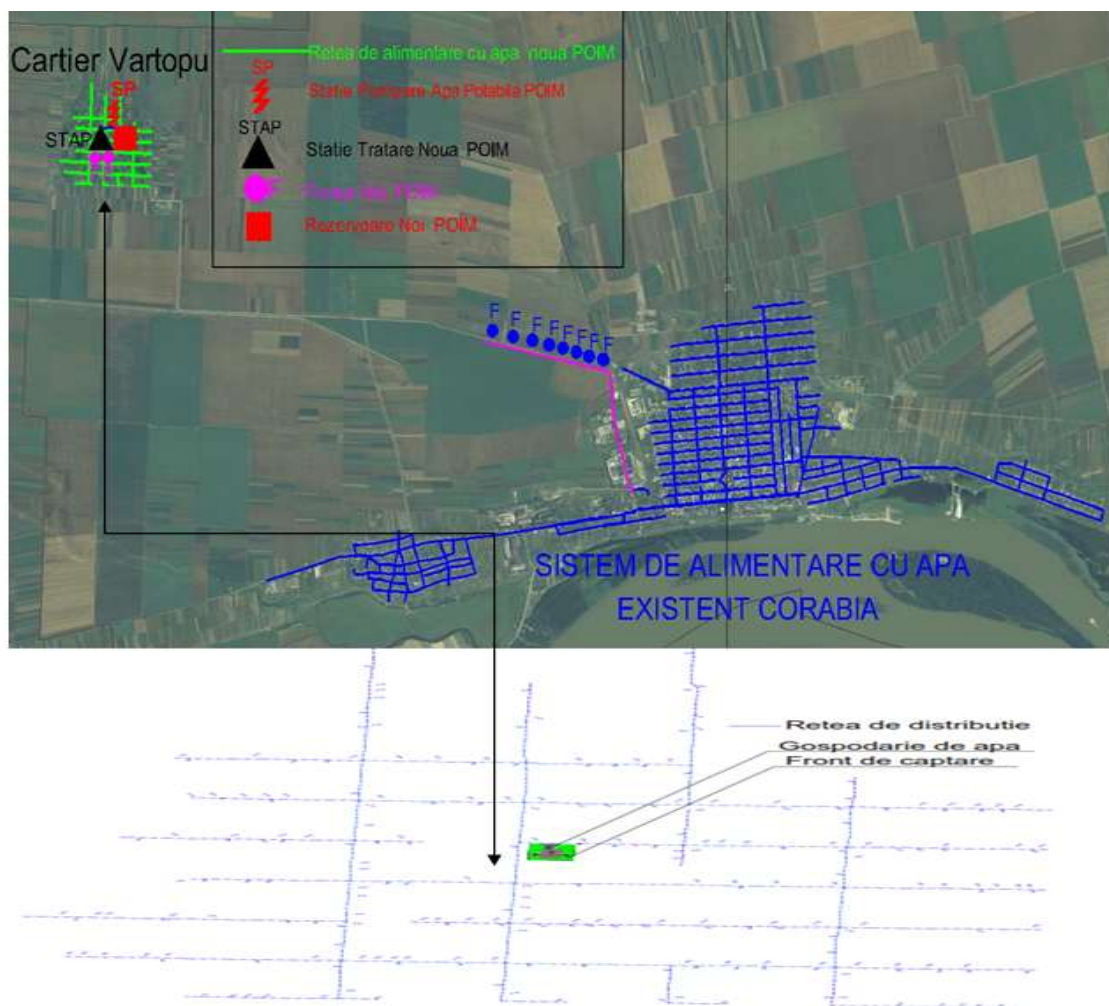 Cartier Vartopu
SP
STAP
Retea de alimentare cu apa noua POIM
SP
Statie Pompare Apa Potabila POIM
STAP
Statie Tratare Noua POIM
F
POIM
Rezervoare Noi POIM
F F F F F F F F
SISTEM DE ALIMENTARE CU APA
EXISTENT CORABIA
Retea de distributie
Gospodarie de apa
Front de captare